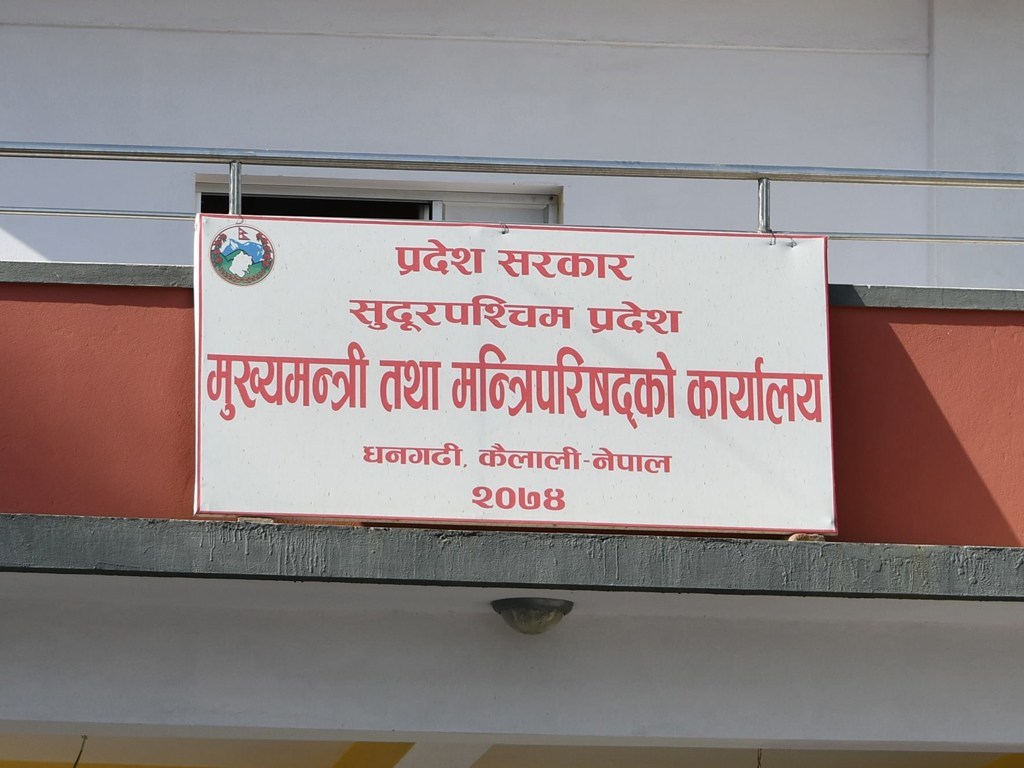 प्रदेश सरकार
सुदूरपश्चिम प्रदेश
मुख्यमन्त्री तथा मन्त्रिपरिषद्को कार्यालय
धनगढी, कैलाली-नेपाल
२०७४